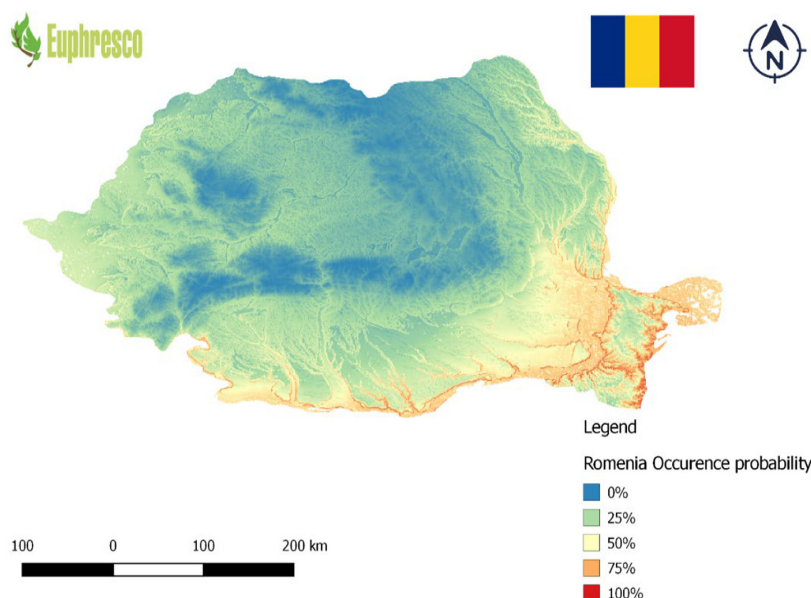 Euphresco
N
Legend
Romenia Occurence probability
0%
25%
50%
75%
100%
100 0 100 200 km